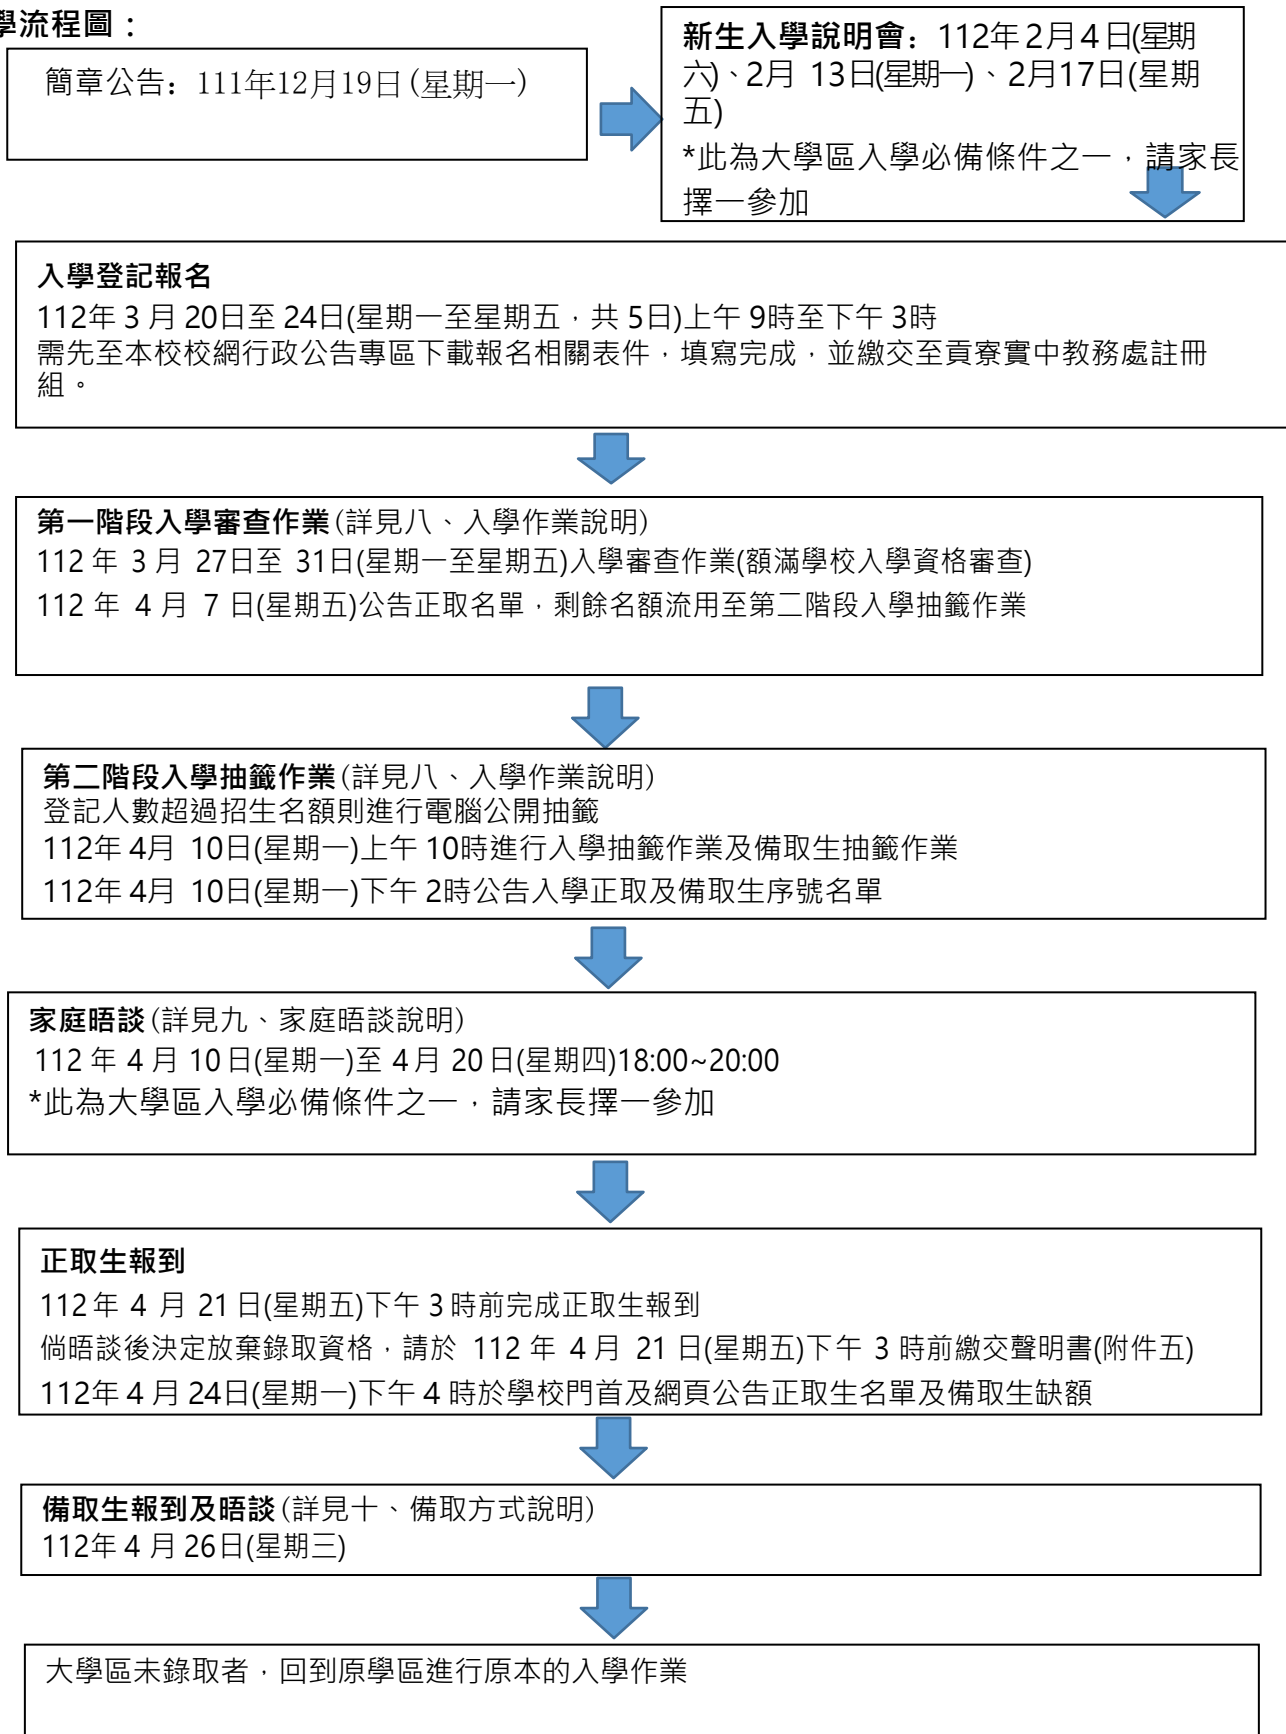 學流程圖：
簡章公告：111年12月19日(星期一)
新生入學說明會：112年2月4日(星期
六)、2月 13日(星期一)、2月17日(星期
五)
*此為大學區入學必備條件之一，請家長
擇一參加
入學登記報名
112年 3 月 20日至 24日(星期一至星期五，共 5日)上午 9時至下午 3時
需先至本校校網行政公告專區下載報名相關表件，填寫完成，並繳交至貢寮實中教務處註冊
組。
第一階段入學審查作業(詳見八、入學作業說明)
112 年 3 月 27日至 31日(星期一至星期五)入學審查作業(額滿學校入學資格審查)
112 年 4 月 7 日(星期五)公告正取名單，剩餘名額流用至第二階段入學抽籤作業
第二階段入學抽籤作業(詳見八、入學作業說明)
登記人數超過招生名額則進行電腦公開抽籤
112年 4月 10日(星期一)上午 10時進行入學抽籤作業及備取生抽籤作業
112年 4月 10日(星期一)下午 2時公告入學正取及備取生序號名單
家庭晤談(詳見九、家庭晤談說明)
112 年 4 月 10 日(星期一)至 4 月 20 日(星期四)18:00~20:00
*此為大學區入學必備條件之一，請家長擇一參加
正取生報到
112 年 4 月 21 日(星期五)下午 3 時前完成正取生報到
倘晤談後決定放棄錄取資格，請於 112 年 4 月 21 日(星期五)下午 3 時前繳交聲明書(附件五)
112年 4 月 24日(星期一)下午 4 時於學校門首及網頁公告正取生名單及備取生缺額
備取生報到及晤談(詳見十、備取方式說明)
112年 4 月 26日(星期三)
大學區未錄取者，回到原學區進行原本的入學作業